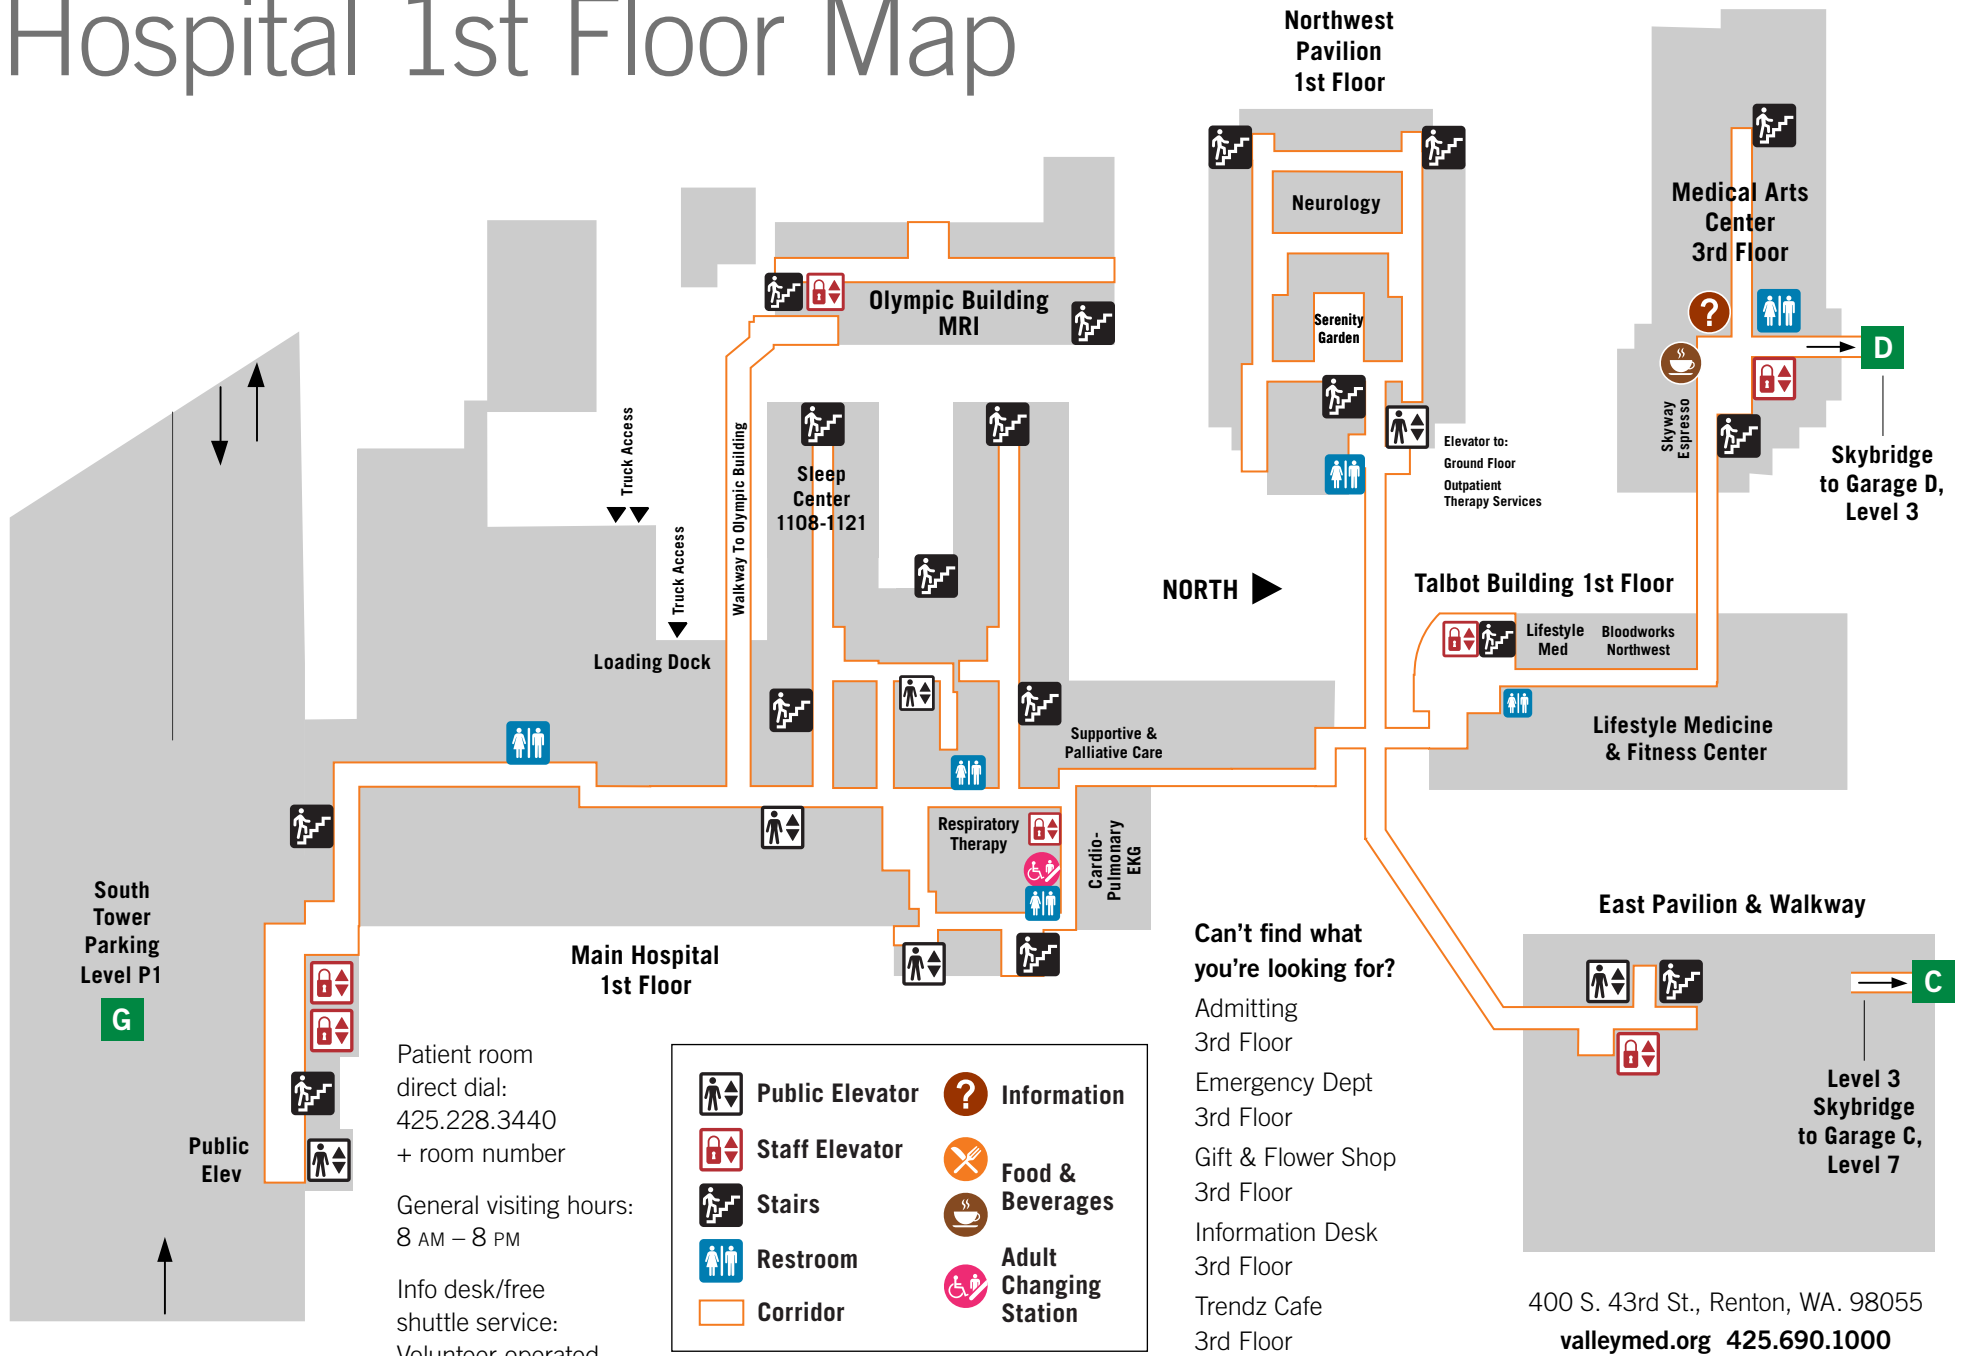 Hospital 1st Floor Map
Northwest
Pavilion
1st Floor
Neurology
Serenity
Garden
Elevator to:
Ground Floor
Outpatient
Therapy Services
Medical Arts
Center
3rd Floor
?
D
Skyway
Espresso
Skybridge
to Garage D,
Level 3
Olympic Building
MRI
Truck Access
Truck Access
Walkway To Olympic Building
Sleep
Center
1108-1121
Loading Dock
NORTH
Talbot Building 1st Floor
Lifestyle
Med
Bloodworks
Northwest
Lifestyle Medicine
& Fitness Center
Supportive &
Palliative Care
Respiratory
Therapy
Cardio-
Pulmonary
EKG
South
Tower
Parking
Level P1
G
Public
Elev
Main Hospital
1st Floor
East Pavilion & Walkway
C
Level 3
Skybridge
to Garage C,
Level 7
Patient room
direct dial:
425.228.3440
+ room number
General visiting hours:
8 AM – 8 PM
Info desk/free
shuttle service:
Volunteer operated
Public Elevator
Staff Elevator
Stairs
Restroom
Corridor
?
Information
Food &
Beverages
Adult
Changing
Station
Can't find what
you're looking for?
Admitting
3rd Floor
Emergency Dept
3rd Floor
Gift & Flower Shop
3rd Floor
Information Desk
3rd Floor
Trendz Cafe
3rd Floor
400 S. 43rd St., Renton, WA. 98055
valleymed.org 425.690.1000